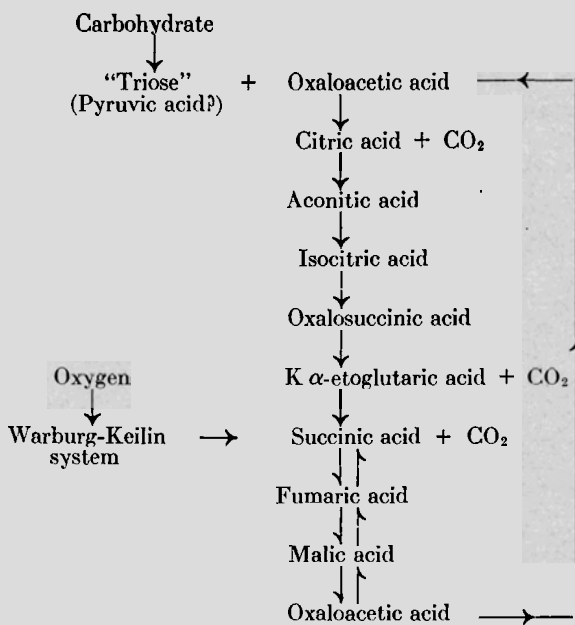 Carbohydrate
"Triose" + Oxaloacetic acid
(Pyruvic acid?)
Citric acid + CO₂
Aconitic acid
Isocitric acid
Oxalosuccinic acid
Oxygen K α-etoglutaric acid + CO₂
Warburg-Keilin → Succinic acid + CO₂
system
Fumaric acid
Malic acid
Oxaloacetic acid